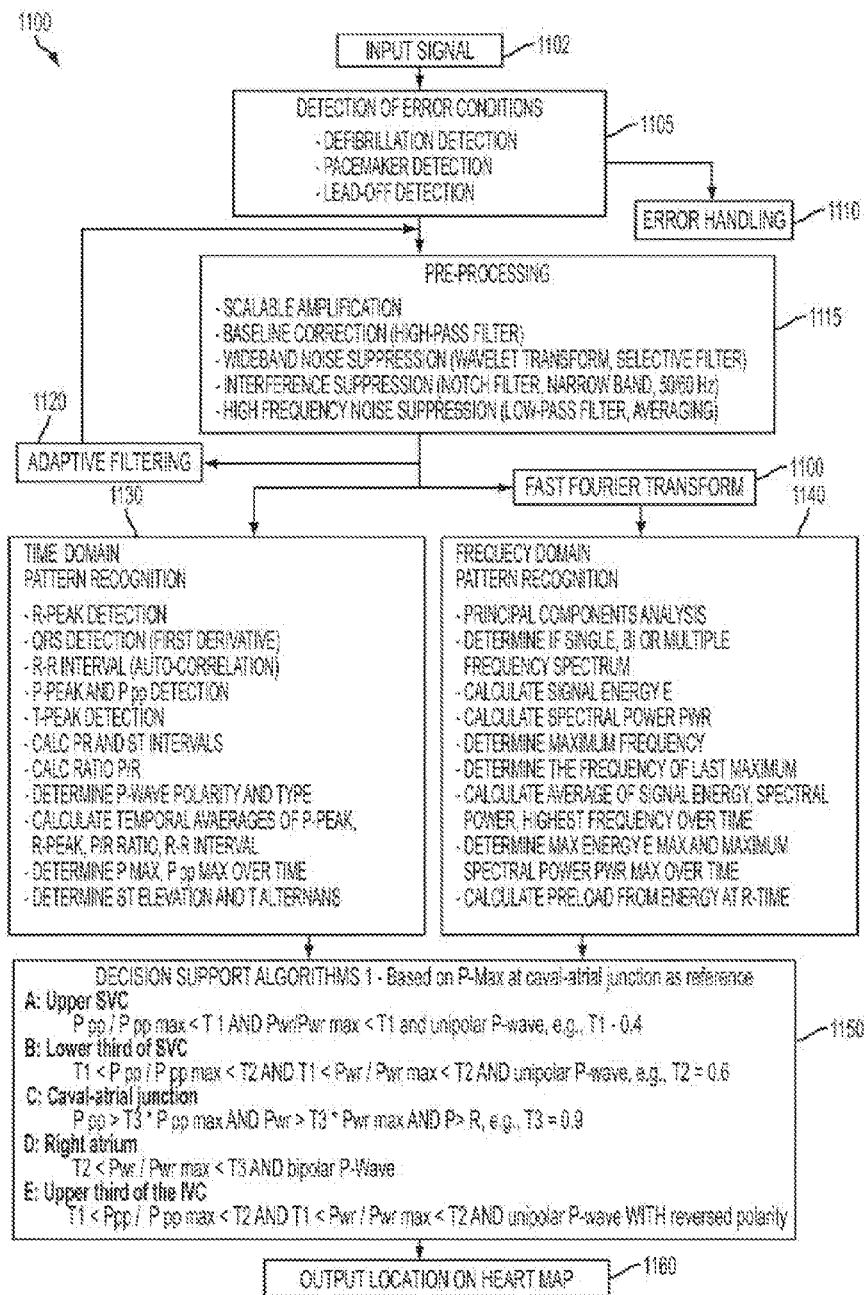 1100
INPUT SIGNAL
1102
DETECTION OF ERROR CONDITIONS
- DEFIBRILLATION DETECTION
- PACEMAKER DETECTION
- LEAD-OFF DETECTION
1105
ERROR HANDLING
1110
PRE-PROCESSING
- SCALABLE AMPLIFICATION
- BASELINE CORRECTION (HIGH-PASS FILTER)
- WIDEBAND NOISE SUPPRESSION (WAVELET TRANSFORM, SELECTIVE FILTER)
- INTERFERENCE SUPPRESSION (NOTCH FILTER, NARROW BAND, 50/60 Hz)
- HIGH FREQUENCY NOISE SUPPRESSION (LOW-PASS FILTER, AVERAGING)
1115
1120
ADAPTIVE FILTERING
1130
FAST FOURIER TRANSFORM
1100
1140
TIME DOMAIN
PATTERN RECOGNITION
- R-PEAK DETECTION
- QRS DETECTION (FIRST DERIVATIVE)
- R-R INTERVAL (AUTO-CORRELATION)
- P-PEAK AND P pp DETECTION
- T-PEAK DETECTION
- CALC PR AND ST INTERVALS
- CALC RATIO P/R
- DETERMINE P-WAVE POLARITY AND TYPE
- CALCULATE TEMPORAL AVAERAGES OF P-PEAK,
R-PEAK, P/R RATIO, R-R INTERVAL
- DETERMINE P MAX, P pp MAX OVER TIME
- DETERMINE ST ELEVATION AND T ALTERNANS
FREQUECY DOMAIN
PATTERN RECOGNITION
- PRINCIPAL COMPONENTS ANALYSIS
- DETERMINE IF SINGLE, BI OR MULTIPLE
FREQUENCY SPECTRUM
- CALCULATE SIGNAL ENERGY E
- CALCULATE SPECTRAL POWER PWR
- DETERMINE MAXIMUM FREQUENCY
- DETERMINE THE FREQUENCY OF LAST MAXIMUM
- CALCULATE AVERAGE OF SIGNAL ENERGY, SPECTRAL
POWER, HIGHEST FREQUENCY OVER TIME
- DETERMINE MAX ENERGY E MAX AND MAXIMUM
SPECTRAL POWER PWR MAX OVER TIME
- CALCULATE PRELOAD FROM ENERGY AT R-TIME
DECISION SUPPORT ALGORITHMS 1 - Based on P-Max at caval-atrial junction as reference
A: Upper SVC
P pp / P pp max < T 1 AND Pwr/Pwr max < T1 and unipolar P-wave, e.g., T1 - 0.4
B: Lower third of SVC
T1 < P pp / P pp max < T2 AND T1 < Pwr / Pwr max < T2 AND unipolar P-wave, e.g., T2 = 0.6
C: Caval-atrial junction
P pp > T3 * P pp max AND Pwr > T3 * Pwr max AND P> R, e.g., T3 = 0.9
D: Right atrium
T2 < Pwr / Pwr max < T3 AND bipolar P-Wave
E: Upper third of the IVC
T1 < Ppp / P pp max < T2 AND T1 < Pwr / Pwr max < T2 AND unipolar P-wave WITH reversed polarity
1150
OUTPUT LOCATION ON HEART MAP
1160